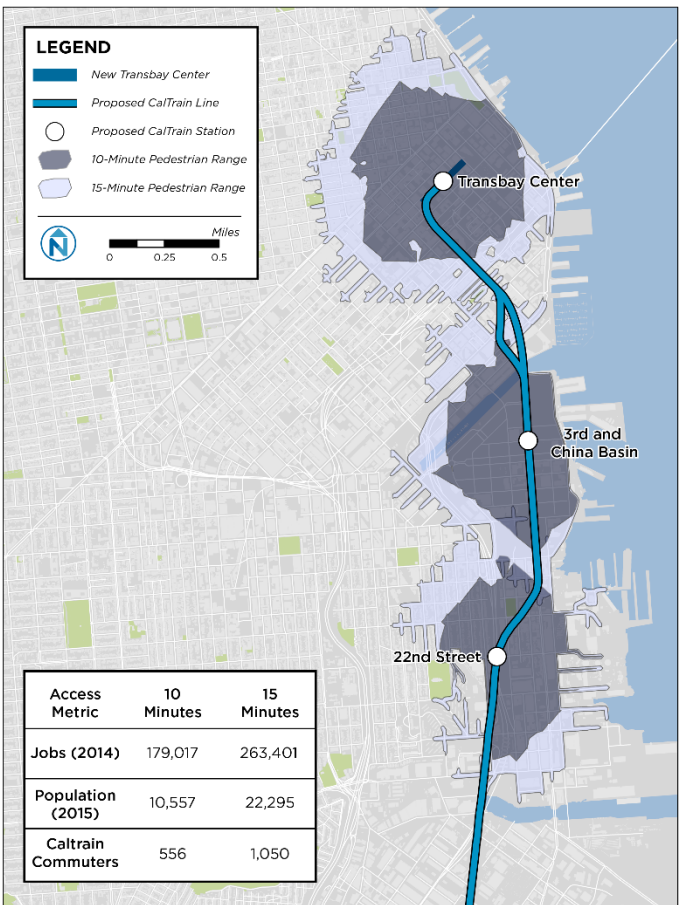 LEGEND
New Transbay Center
Proposed CalTrain Line
Proposed CalTrain Station
10-Minute Pedestrian Range
15-Minute Pedestrian Range
N
Miles
0 0.25 0.5
Transbay Center
3rd and
China Basin
22nd Street
Access Metric 10 Minutes 15 Minutes
Jobs (2014) 179,017 263,401
Population (2015) 10,557 22,295
Caltrain Commuters 556 1,050